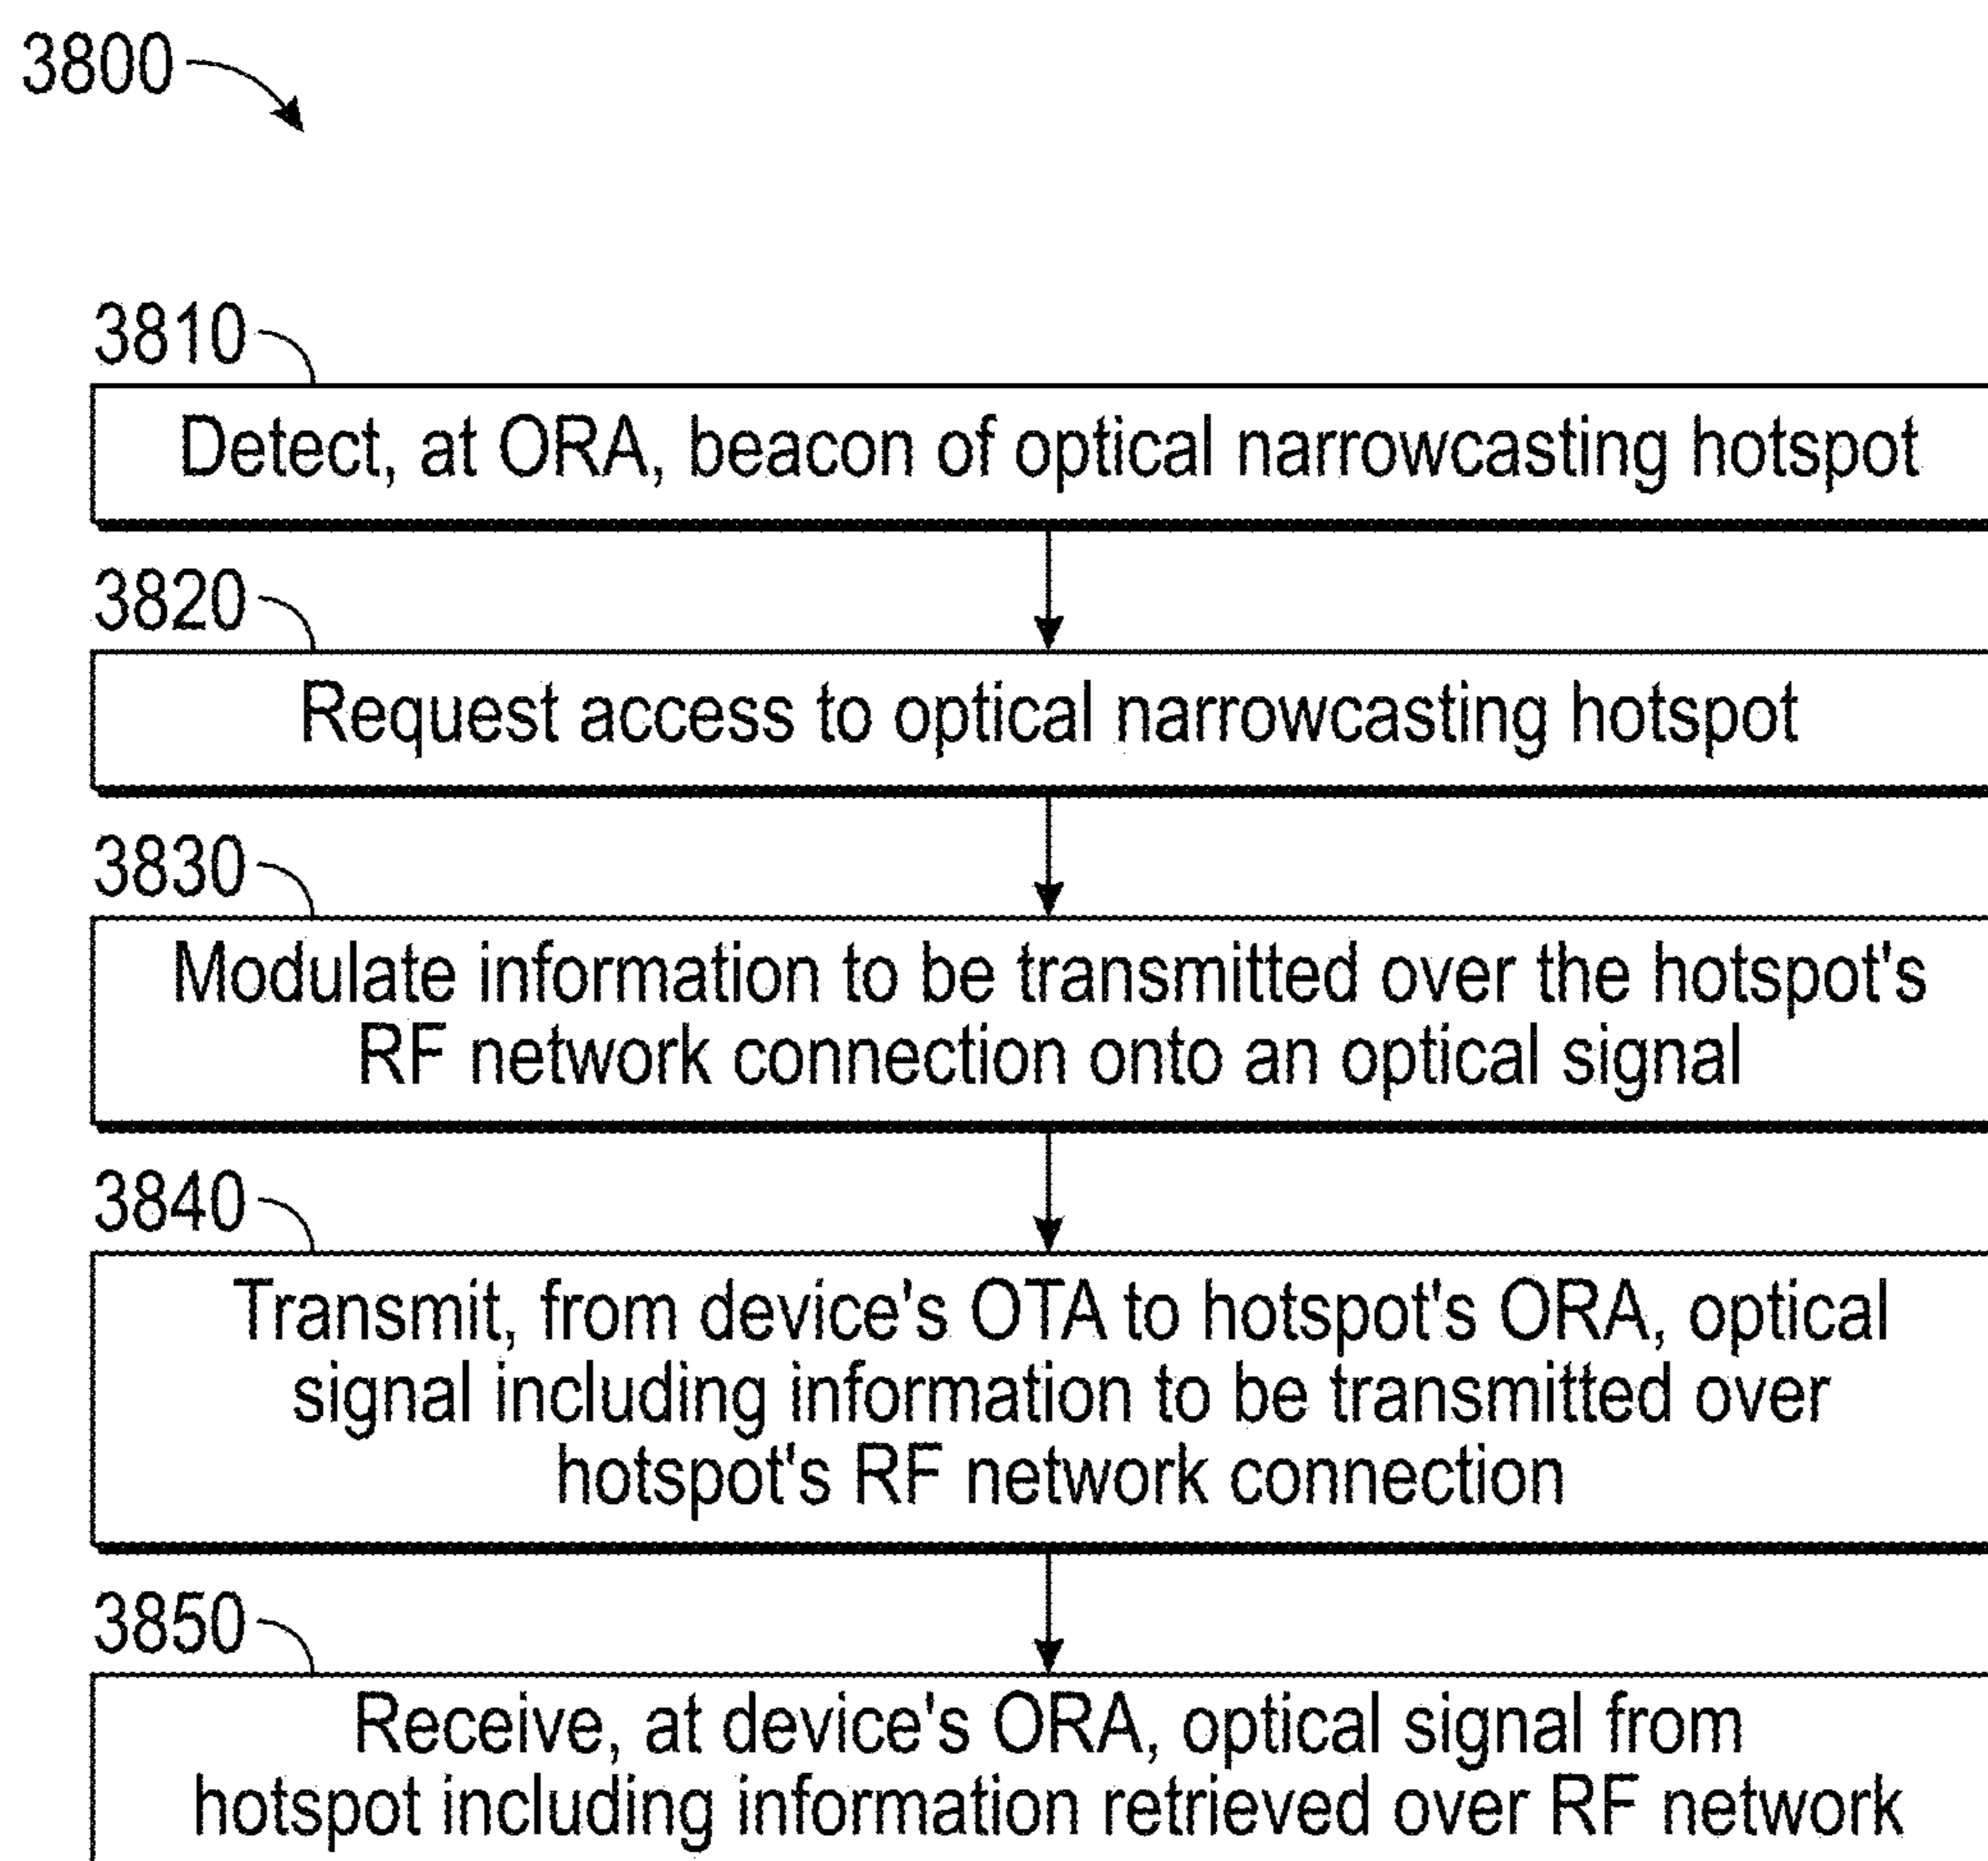 3800
3810
Detect, at ORA, beacon of optical narrowcasting hotspot
3820
Request access to optical narrowcasting hotspot
3830
Modulate information to be transmitted over the hotspot's
RF network connection onto an optical signal
3840
Transmit, from device's OTA to hotspot's ORA, optical
signal including information to be transmitted over
hotspot's RF network connection
3850
Receive, at device's ORA, optical signal from
hotspot including information retrieved over RF network